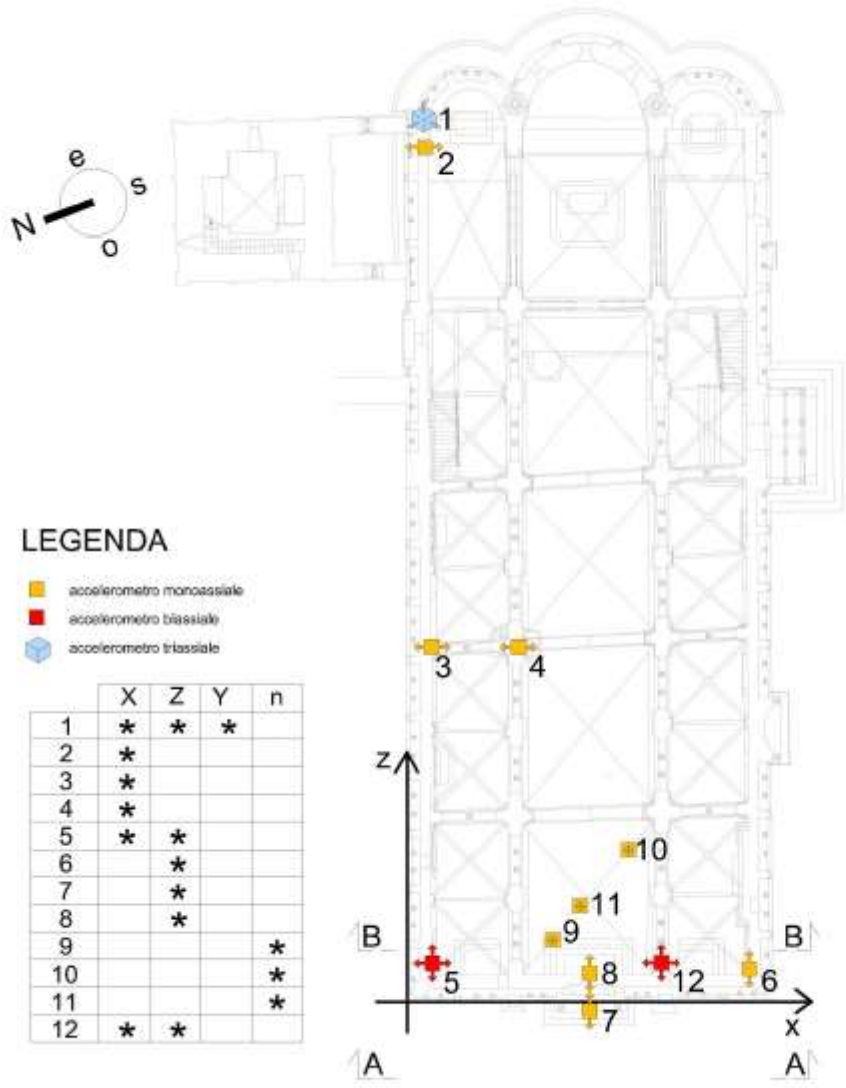 1
2
e
s
N
o
LEGENDA
accelerometro monoassiale
accelerometro biassiale
accelerometro triassiale
3
4
X Z Y n
1 * * *
2 *
3 *
4 *
5 * *
6 *
7 *
8 *
9 *
10 *
11 *
12 * *
z
10
11
9
B
B
5
8
12
6
7
x
A
A